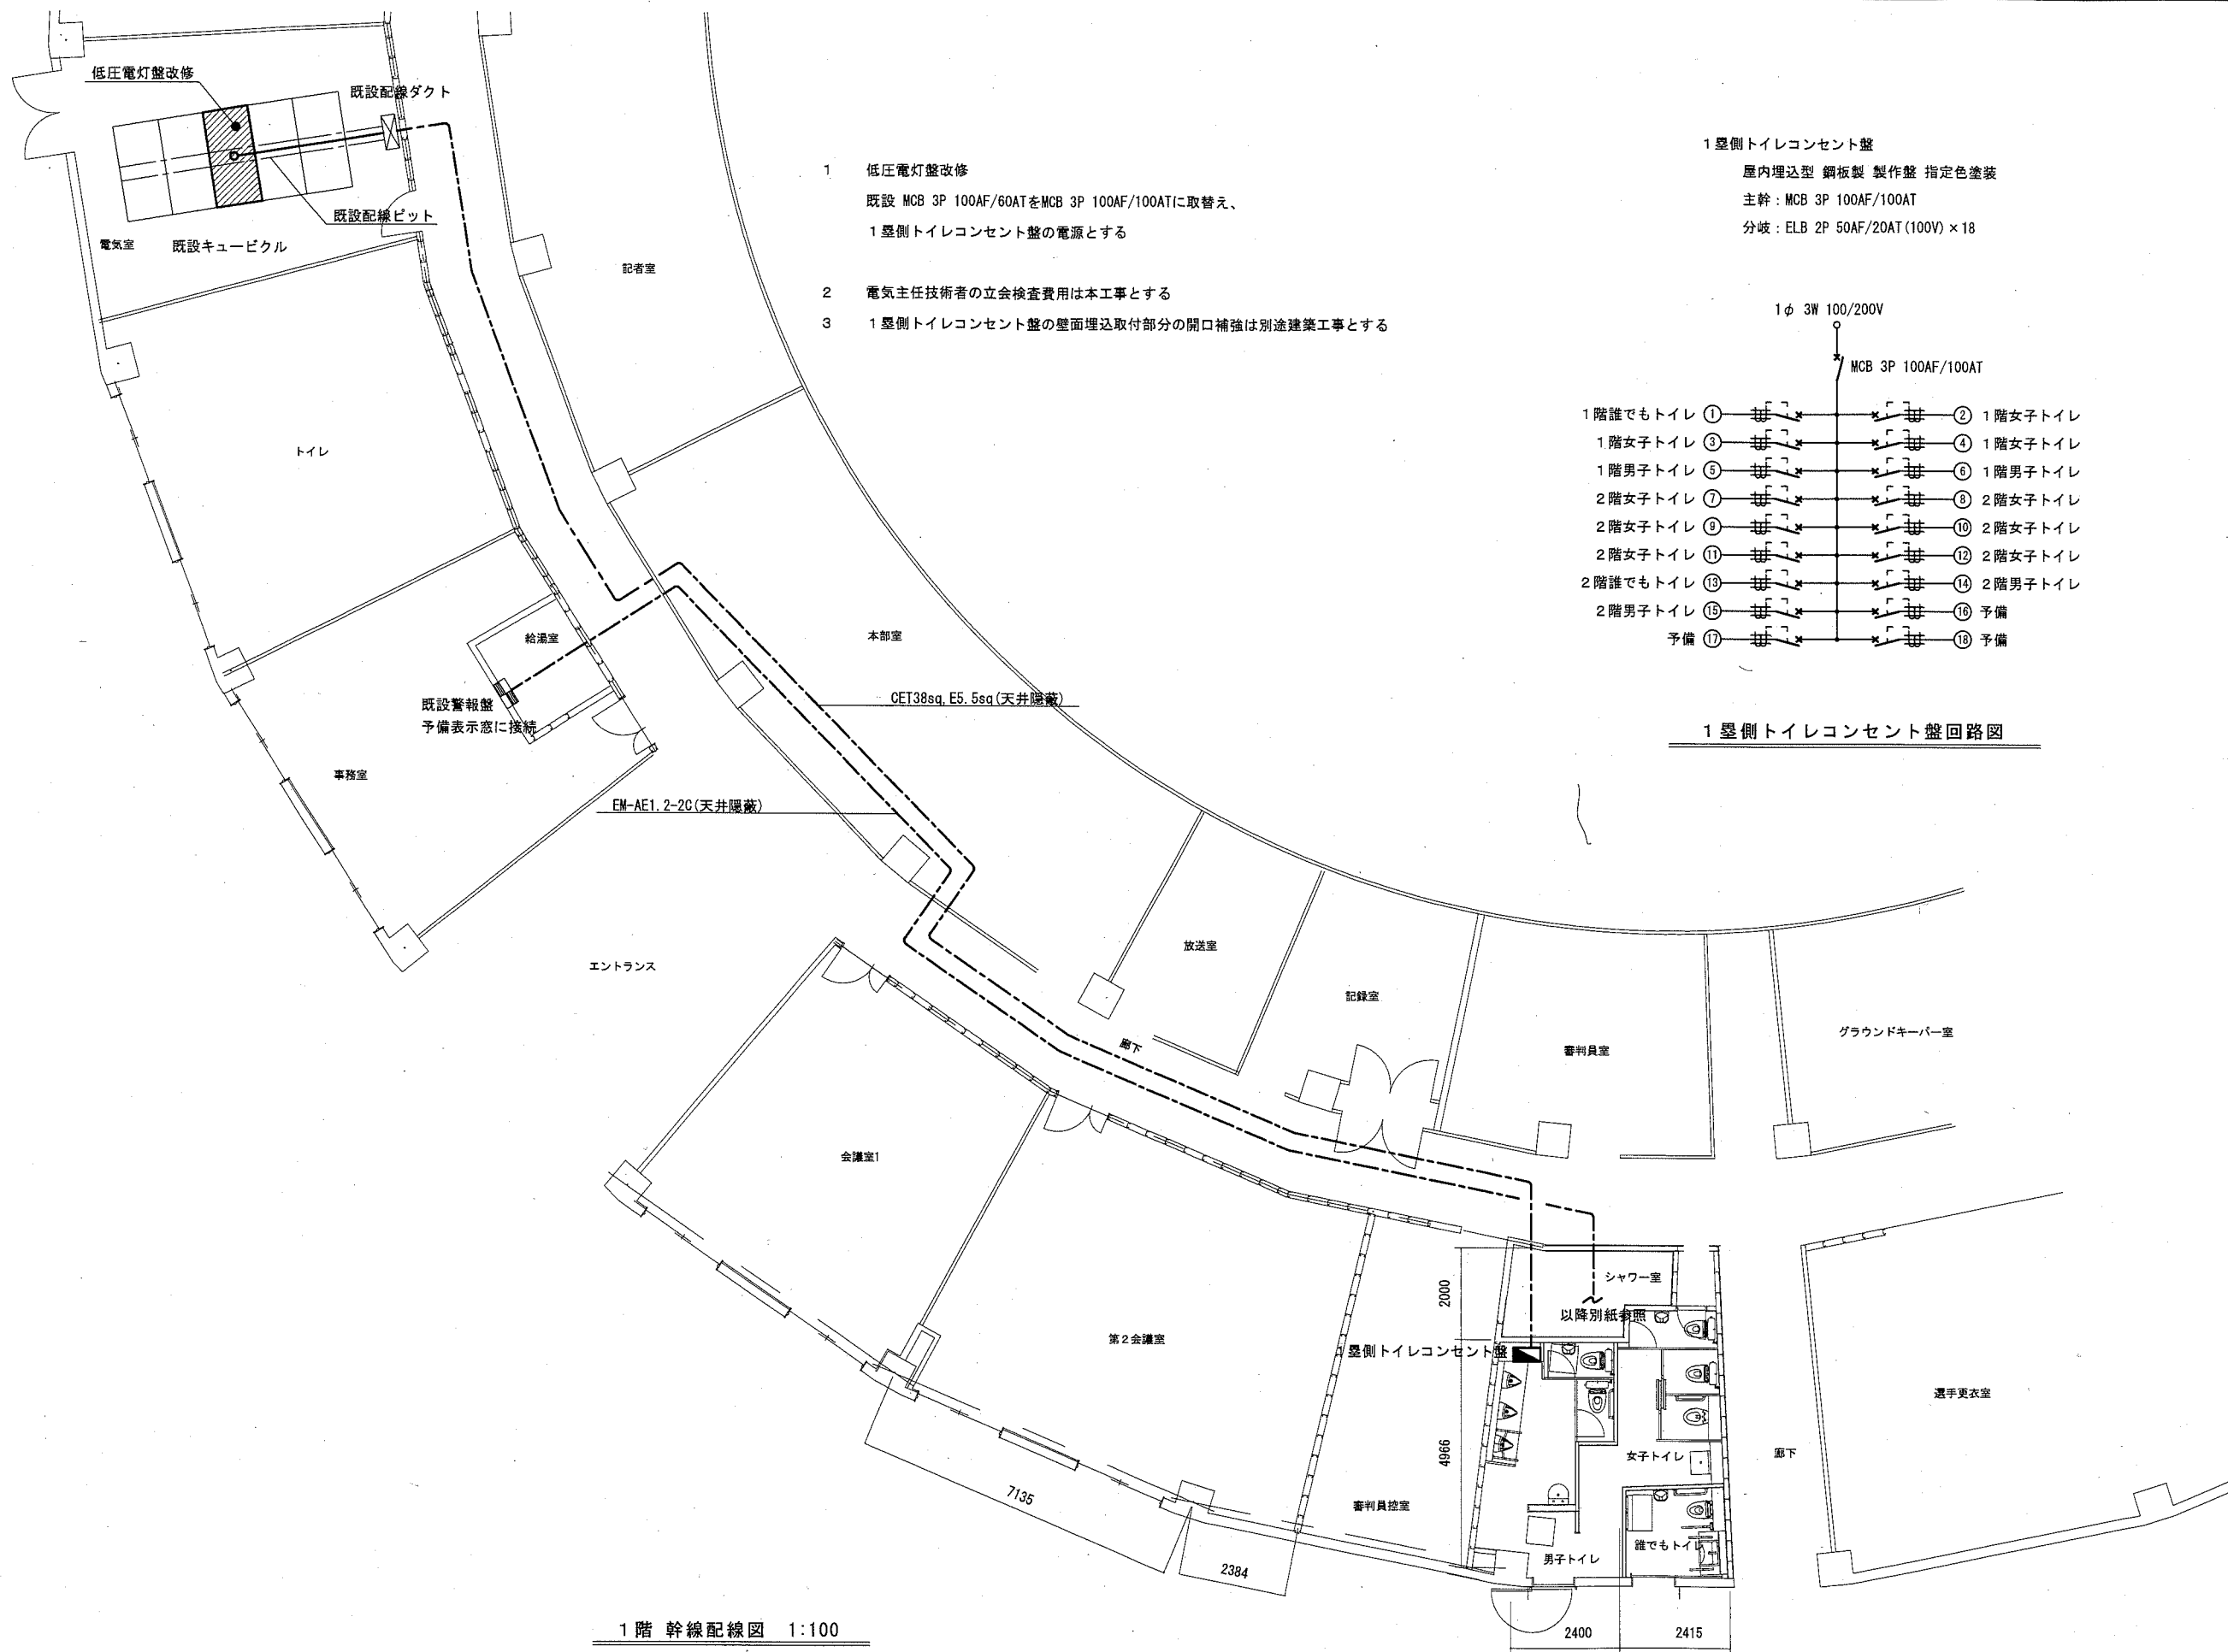 低圧電灯盤改修
既設配線ダクト
既設配線ピット
電気室
既設キュービクル
記者室
トイレ
給湯室
既設警報盤
予備表示窓に接続
事務室
本部室
CET38sq, E5.5sq(天井隠蔽)
EM-AE1.2-2C(天井隠蔽)
エントランス
放送室
記録室
廊下
審判員室
グラウンドキーパー室
会議室1
第2会議室
シャワー室
以降別紙参照
1塁側トイレコンセント盤
2000
4966
審判員控室
女子トイレ
男子トイレ
誰でもトイレ
廊下
選手更衣室
7135
2384
2400
2415
1階 幹線配線図 1:100
1 低圧電灯盤改修
既設 MCB 3P 100AF/60ATをMCB 3P 100AF/100ATに取替え、
1塁側トイレコンセント盤の電源とする
2 電気主任技術者の立会検査費用は本工事とする
3 1塁側トイレコンセント盤の壁面埋込取付部分の開口補強は別途建築工事とする
1塁側トイレコンセント盤
屋内埋込型 鋼板製 製作盤 指定色塗装
主幹：MCB 3P 100AF/100AT
分岐：ELB 2P 50AF/20AT(100V)×18
1φ 3W 100/200V
MCB 3P 100AF/100AT
1階誰でもトイレ ① ② 1階女子トイレ
1階女子トイレ ③ ④ 1階女子トイレ
1階男子トイレ ⑤ ⑥ 1階男子トイレ
2階女子トイレ ⑦ ⑧ 2階女子トイレ
2階女子トイレ ⑨ ⑩ 2階女子トイレ
2階女子トイレ ⑪ ⑫ 2階女子トイレ
2階誰でもトイレ ⑬ ⑭ 2階男子トイレ
2階男子トイレ ⑮ ⑯ 予備
予備 ⑰ ⑱ 予備
1塁側トイレコンセント盤回路図